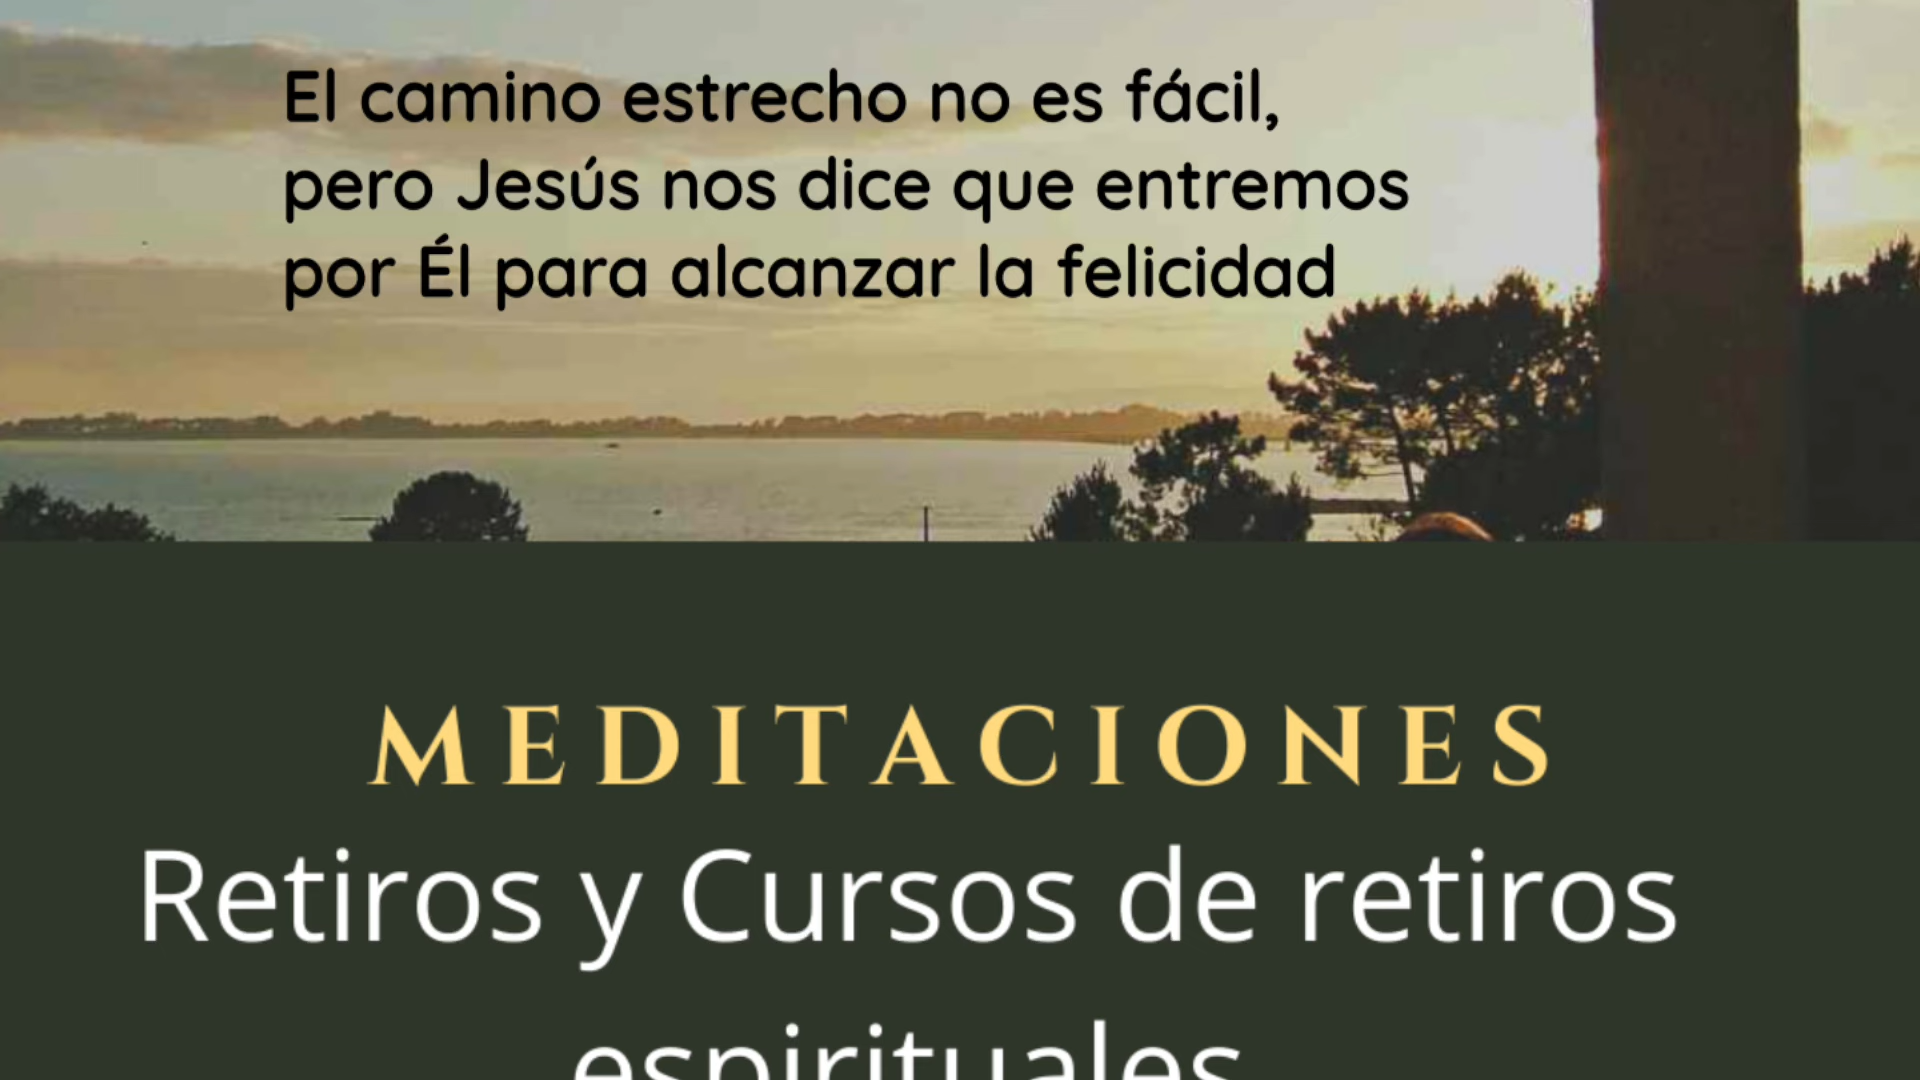 El camino estrecho no es fácil,
pero Jesús nos dice que entremos
por Él para alcanzar la felicidad
MEDITACIONES
Retiros y Cursos de retiros
espirituales